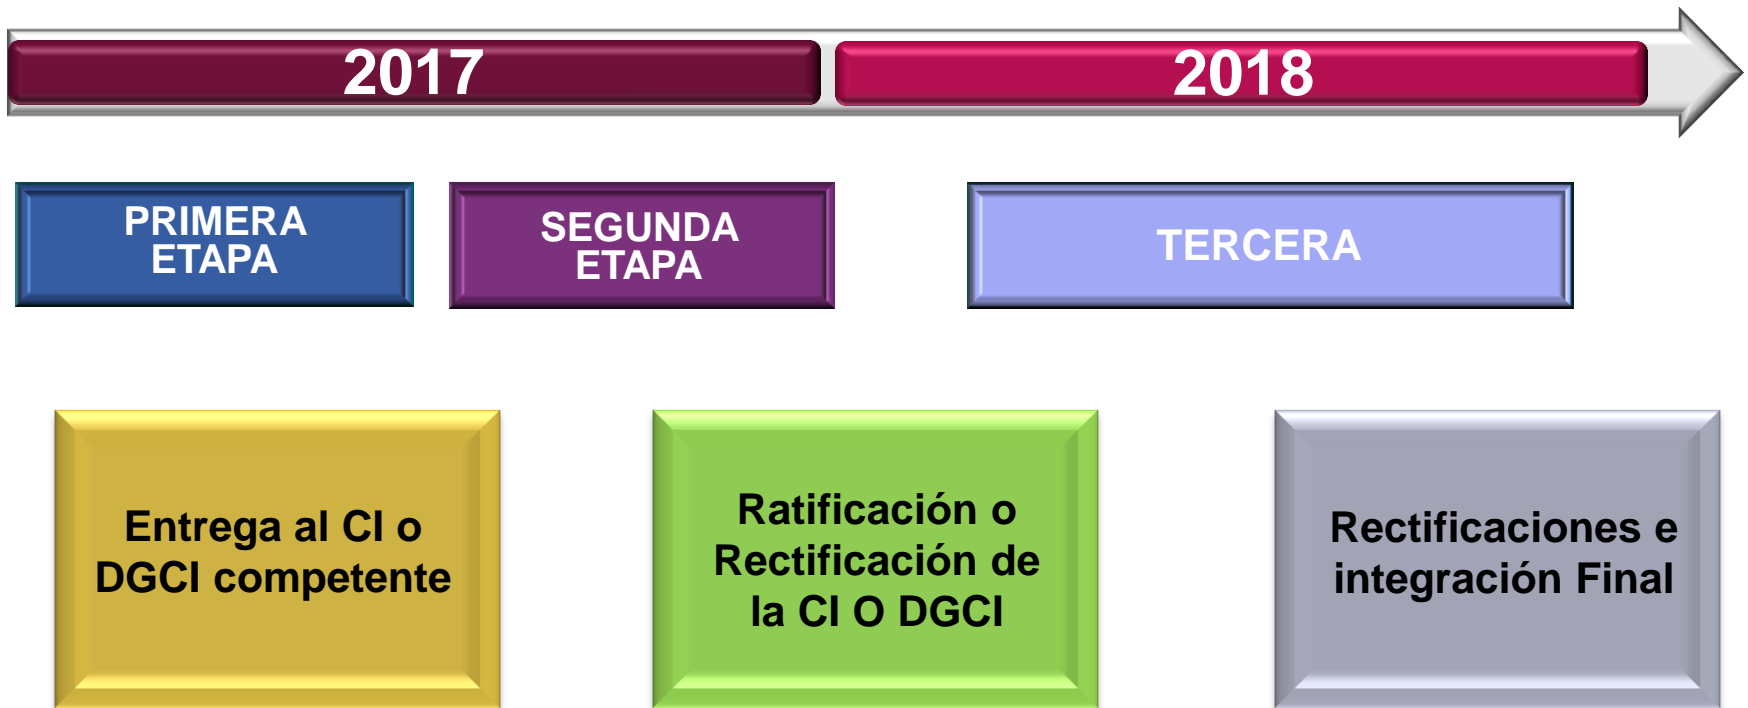 2017
2018
PRIMERA
ETAPA
SEGUNDA
ETAPA
TERCERA
Entrega al CI o
DGCI competente
Ratificación o
Rectificación de
la CI O DGCI
Rectificaciones e
integración Final